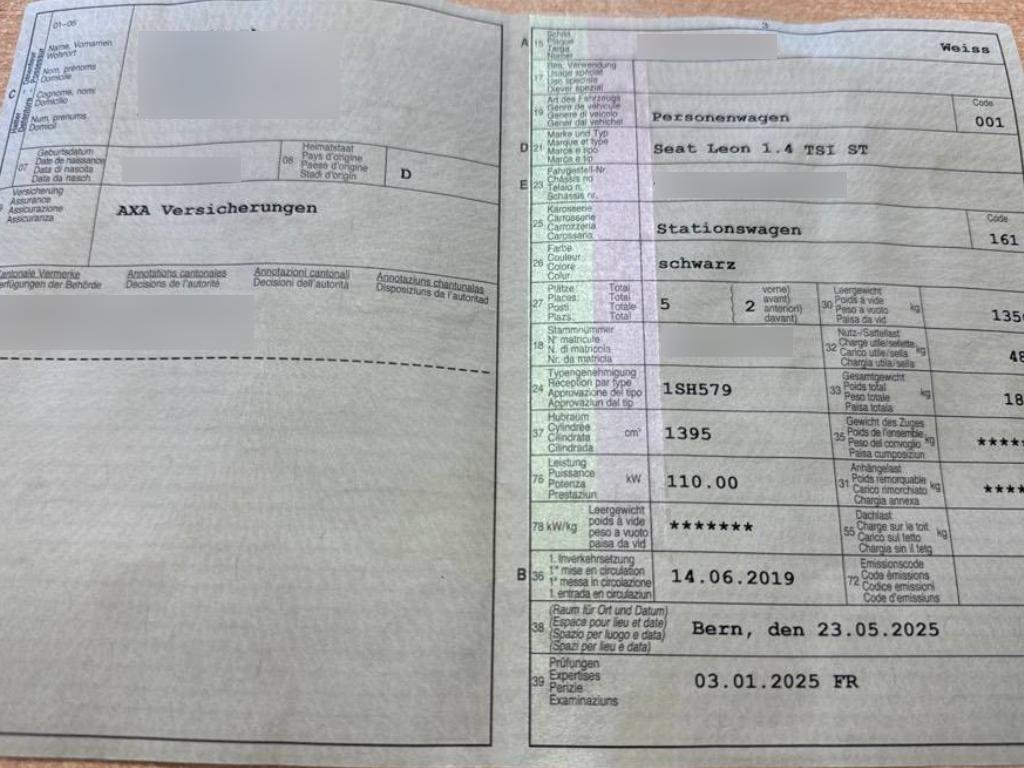 01-06
C
Halter
Détenteur
Detentore
Possessur
Name, Vornamen
Wohnort
Nom, prénoms
Domicile
Cognome, nomi
Domicilio
Num, prenums
Domicil
07
Geburtsdatum
Date de naissance
Data di nascita
Data da nasch.
08
Heimatstaat
Pays d'origine
Paese d'origine
Stadi d'origin
D
Versicherung
Assurance
Assicurazione
Assicuranza
AXA Versicherungen
Kantonale Vermerke
Verfügungen der Behörde
Annotations cantonales
Décisions de l'autorité
Annotazioni cantonali
Decisioni dell'autorità
Annotaziuns chantunalas
Disposiziuns de l'autoritad
3
A 15
Schild
Plaque
Targa
Numer
Weiss
17
Bes. Verwendung
Usage spécial
Uso speciale
Diever spezial
19
Art des Fahrzeugs
Genre de véhicule
Genere di veicolo
Gener dal vehichel
Personenwagen
Code
001
D 21
Marke und Typ
Marque et type
Marca e tipo
Marca e tip
Seat Leon 1.4 TSI ST
E 23
Fahrgestell-Nr.
Châssis no
Telaio n.
Schassis nr.
25
Karosserie
Carrosserie
Carrozzeria
Carossaria
Stationswagen
Code
161
26
Farbe
Couleur
Colore
Colur
schwarz
27
Plätze Total
Places: Total
Posti: Totale
Plazs: Total
5
2
vorne)
avant)
anteriori)
davant)
30
Leergewicht
Poids à vide
Peso a vuoto
Paisa da vid
kg
135
18
Stammnummer
N° matricule
N. di matricola
Nr. da matricla
32
Nutz-/Sattellast
Charge utile/sellette
Carico utile/sella
Chargia utila/sella
kg
48
24
Typengenehmigung
Réception par type
Approvazione del tipo
Approvaziun dal tip
1SH579
33
Gesamtgewicht
Poids total
Peso totale
Paisa totala
kg
18
37
Hubraum
Cylindrée
Cilindrata
Cilindrada
cm³
1395
35
Gewicht des Zuges
Poids de l'ensemble
Peso del convoglio
Paisa cumposiziun
kg
****
76
Leistung
Puissance
Potenza
Prestaziun
kW
110.00
31
Anhängelast
Poids remorquable
Carico rimorchiato
Chargia annexa
kg
****
78 kW/kg
Leergewicht
poids à vide
peso a vuoto
paisa da vid
*******
55
Dachlast
Charge sur le toit
Carico sul tetto
Chargia sin il tetg
kg
B 36
1. Inverkehrsetzung
1re mise en circulation
1a messa in circolazione
1. entrada en circulaziun
14.06.2019
72
Emissionscode
Code émissions
Codice emissioni
Code d'emissiuns
38
(Raum für Ort und Datum)
(Espace pour lieu et date)
(Spazio per luogo e data)
(Spazi per lieu e data)
Bern, den 23.05.2025
39
Prüfungen
Expertises
Perizie
Examinaziuns
03.01.2025 FR